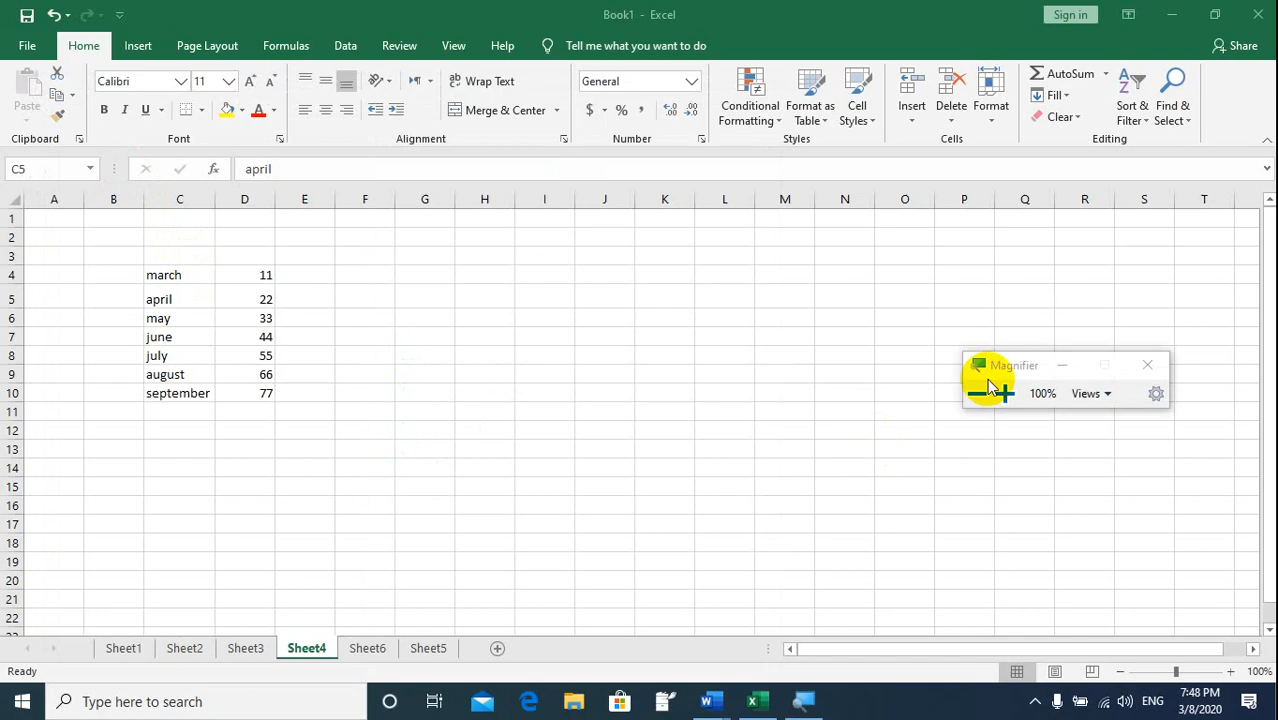 Book1 - Excel
Sign in
File Home Insert Page Layout Formulas Data Review View Help Tell me what you want to do Share
Paste
Calibri 11
B I U A
Wrap Text
Merge & Center
General
$ % ,
Conditional Formatting
Format as Table
Cell Styles
Insert Delete Format
AutoSum
Fill
Clear
Sort & Filter
Find & Select
Clipboard Font Alignment Number Styles Cells Editing
C5 fx april
A B C D E F G H I J K L M N O P Q R S T
1
2
3
4 march 11
5 april 22
6 may 33
7 june 44
8 july 55
9 august 66
10 september 77
11
12
13
14
15
16
17
18
19
20
21
22
23
Magnifier
100% Views
Sheet1 Sheet2 Sheet3 Sheet4 Sheet6 Sheet5
Ready 100%
Type here to search
ENG
7:48 PM
3/8/2020